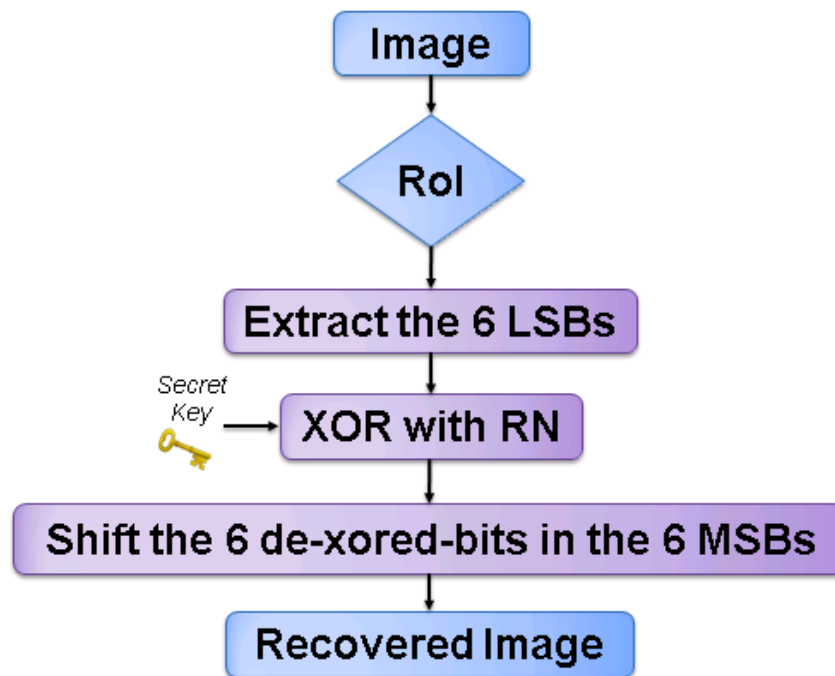 Image
RoI
Extract the 6 LSBs
Secret
Key
XOR with RN
Shift the 6 de-xored-bits in the 6 MSBs
Recovered Image